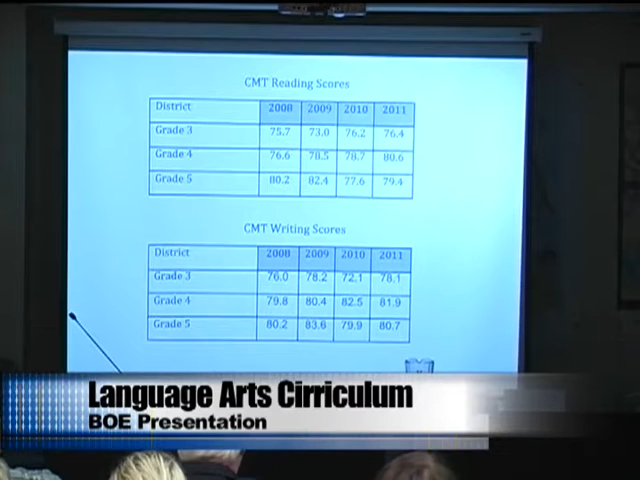 CMT Reading Scores
District 2008 2009 2010 2011
Grade 3 75.7 73.0 76.2 76.4
Grade 4 76.6 78.5 78.7 80.6
Grade 5 80.2 82.4 77.6 79.4
CMT Writing Scores
District 2008 2009 2010 2011
Grade 3 76.0 78.2 72.1 78.1
Grade 4 79.8 80.4 82.5 81.9
Grade 5 80.2 83.6 79.9 80.7
Language Arts Cirriculum
BOE Presentation